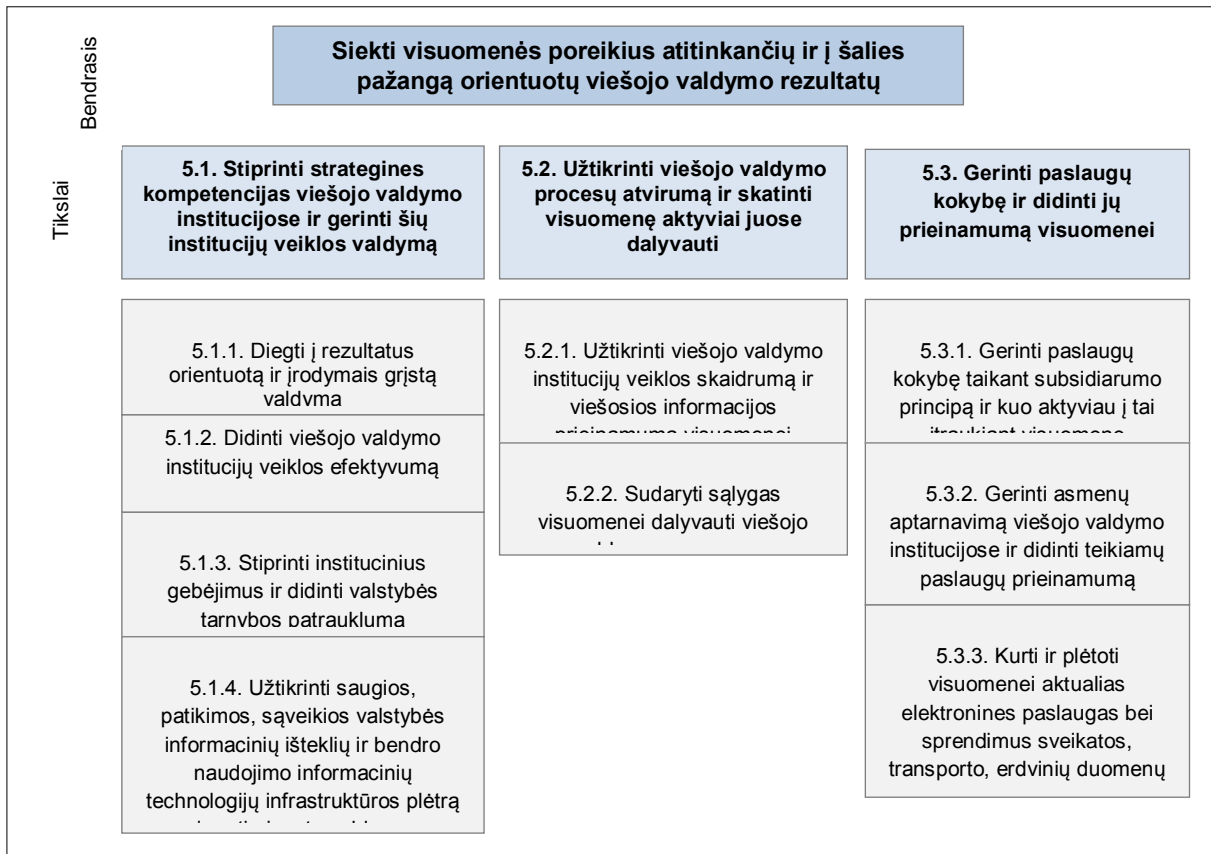 Bendrasis
Siekti visuomenės poreikius atitinkančių ir į šalies
pažangą orientuotų viešojo valdymo rezultatų
Tikslai
5.1. Stiprinti strategines
kompetencijas viešojo valdymo
institucijose ir gerinti šių
institucijų veiklos valdymą
5.2. Užtikrinti viešojo valdymo
procesų atvirumą ir skatinti
visuomenę aktyviai juose
dalyvauti
5.3. Gerinti paslaugų
kokybę ir didinti jų
prieinamumą visuomenei
5.1.1. Diegti į rezultatus
orientuotą ir įrodymais grįstą
valdymą
5.1.2. Didinti viešojo valdymo
institucijų veiklos efektyvumą
5.1.3. Stiprinti institucinius
gebėjimus ir didinti valstybės
tarnybos patrauklumą
5.1.4. Užtikrinti saugios,
patikimos, sąveikios valstybės
informacinių išteklių ir bendro
naudojimo informacinių
technologijų infrastruktūros plėtrą
5.2.1. Užtikrinti viešojo valdymo
institucijų veiklos skaidrumą ir
viešosios informacijos
prieinamumą visuomenei
5.2.2. Sudaryti sąlygas
visuomenei dalyvauti viešojo
5.3.1. Gerinti paslaugų
kokybę taikant subsidiarumo
principą ir kuo aktyviau į tai
įtraukiant visuomenę
5.3.2. Gerinti asmenų
aptarnavimą viešojo valdymo
institucijose ir didinti teikiamų
paslaugų prieinamumą
5.3.3. Kurti ir plėtoti
visuomenei aktualias
elektronines paslaugas bei
sprendimus sveikatos,
transporto, erdvinių duomenų